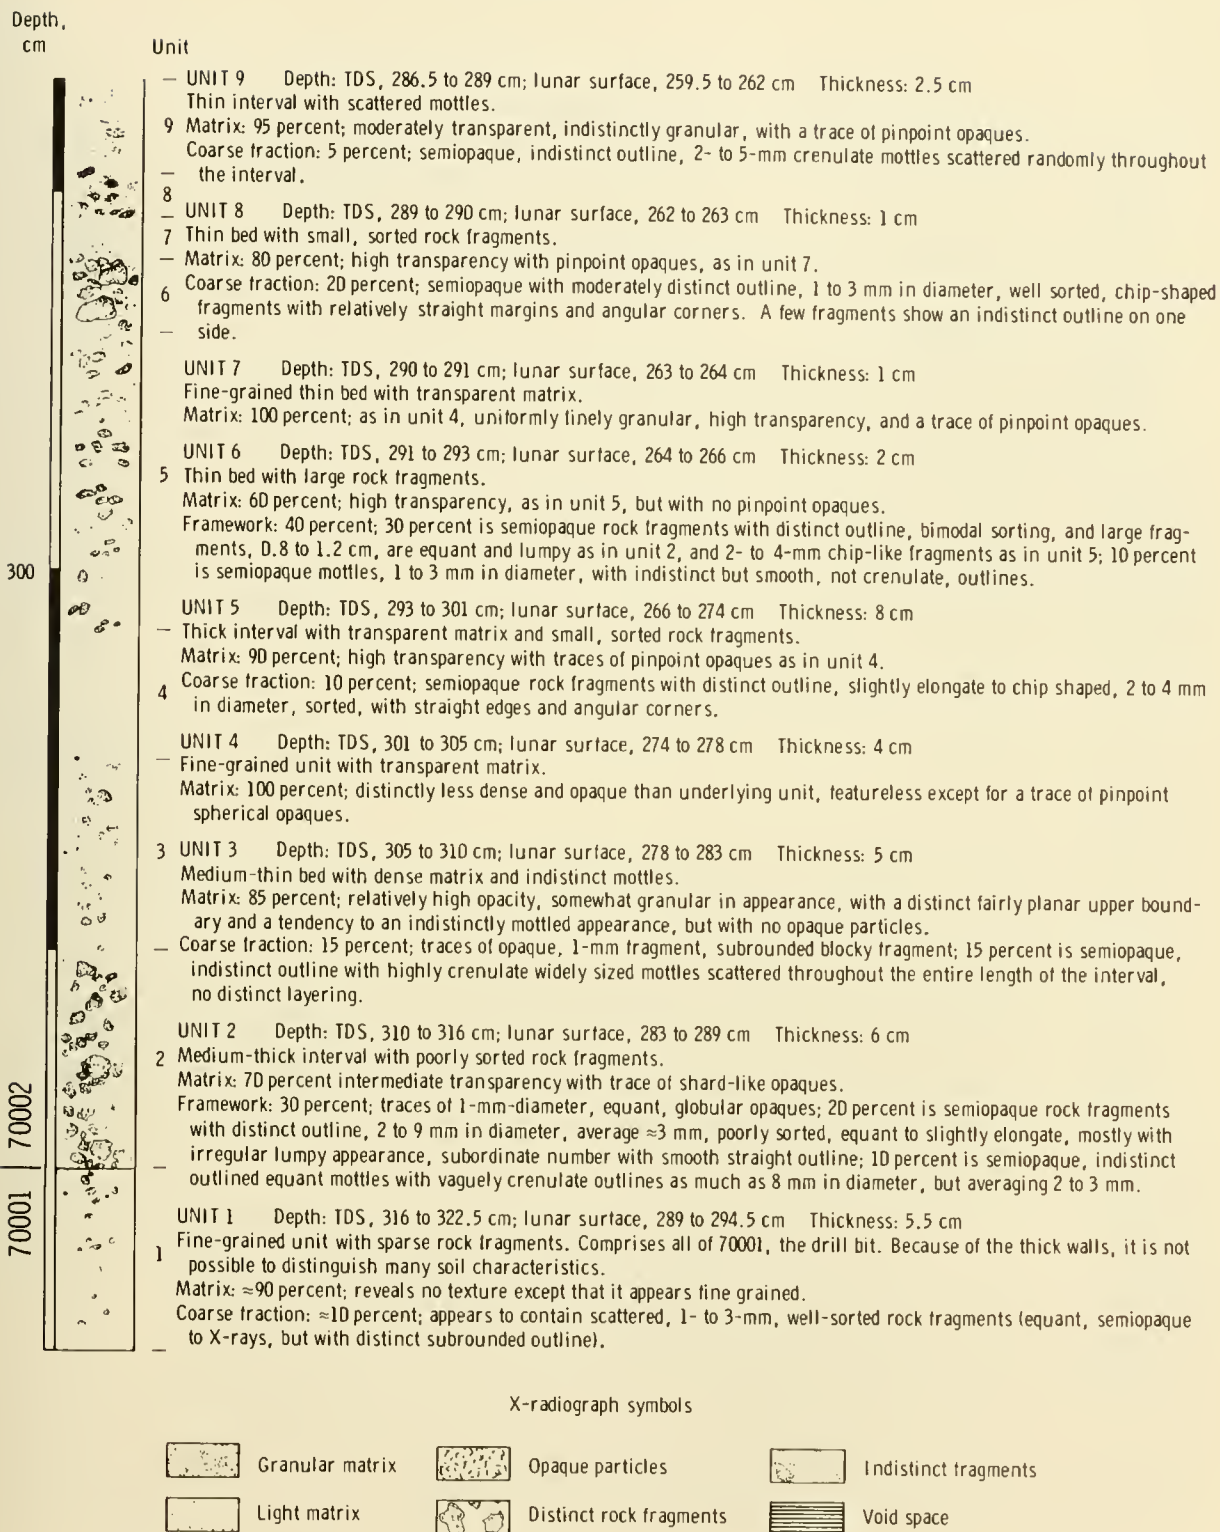 Depth,
cm
Unit
UNIT 9 Depth: TDS, 286.5 to 289 cm; lunar surface, 259.5 to 262 cm Thickness: 2.5 cm
Thin interval with scattered mottles.
9 Matrix: 95 percent; moderately transparent, indistinctly granular, with a trace of pinpoint opaques.
Coarse fraction: 5 percent; semiopaque, indistinct outline, 2- to 5-mm crenulate mottles scattered randomly throughout
the interval.
8
UNIT 8 Depth: TDS, 289 to 290 cm; lunar surface, 262 to 263 cm Thickness: 1 cm
7 Thin bed with small, sorted rock fragments.
Matrix: 80 percent; high transparency with pinpoint opaques, as in unit 7.
6 Coarse fraction: 20 percent; semiopaque with moderately distinct outline, 1 to 3 mm in diameter, well sorted, chip-shaped
fragments with relatively straight margins and angular corners. A few fragments show an indistinct outline on one
side.
UNIT 7 Depth: TDS, 290 to 291 cm; lunar surface, 263 to 264 cm Thickness: 1 cm
Fine-grained thin bed with transparent matrix.
Matrix: 100 percent; as in unit 4, uniformly finely granular, high transparency, and a trace of pinpoint opaques.
UNIT 6 Depth: TDS, 291 to 293 cm; lunar surface, 264 to 266 cm Thickness: 2 cm
5 Thin bed with large rock fragments.
Matrix: 60 percent; high transparency, as in unit 5, but with no pinpoint opaques.
Framework: 40 percent; 30 percent is semiopaque rock fragments with distinct outline, bimodal sorting, and large frag-
ments, 0.8 to 1.2 cm, are equant and lumpy as in unit 2, and 2- to 4-mm chip-like fragments as in unit 5; 10 percent
is semiopaque mottles, 1 to 3 mm in diameter, with indistinct but smooth, not crenulate, outlines.
300
UNIT 5 Depth: TDS, 293 to 301 cm; lunar surface, 266 to 274 cm Thickness: 8 cm
Thick interval with transparent matrix and small, sorted rock fragments.
Matrix: 90 percent; high transparency with traces of pinpoint opaques as in unit 4.
4 Coarse fraction: 10 percent; semiopaque rock fragments with distinct outline, slightly elongate to chip shaped, 2 to 4 mm
in diameter, sorted, with straight edges and angular corners.
UNIT 4 Depth: TDS, 301 to 305 cm; lunar surface, 274 to 278 cm Thickness: 4 cm
Fine-grained unit with transparent matrix.
Matrix: 100 percent; distinctly less dense and opaque than underlying unit, featureless except for a trace of pinpoint
spherical opaques.
3 UNIT 3 Depth: TDS, 305 to 310 cm; lunar surface, 278 to 283 cm Thickness: 5 cm
Medium-thin bed with dense matrix and indistinct mottles.
Matrix: 85 percent; relatively high opacity, somewhat granular in appearance, with a distinct fairly planar upper bound-
ary and a tendency to an indistinctly mottled appearance, but with no opaque particles.
Coarse fraction: 15 percent; traces of opaque, 1-mm fragment, subrounded blocky fragment; 15 percent is semiopaque,
indistinct outline with highly crenulate widely sized mottles scattered throughout the entire length of the interval,
no distinct layering.
UNIT 2 Depth: TDS, 310 to 316 cm; lunar surface, 283 to 289 cm Thickness: 6 cm
2 Medium-thick interval with poorly sorted rock fragments.
Matrix: 70 percent intermediate transparency with trace of shard-like opaques.
Framework: 30 percent; traces of 1-mm-diameter, equant, globular opaques; 20 percent is semiopaque rock fragments
with distinct outline, 2 to 9 mm in diameter, average ≈3 mm, poorly sorted, equant to slightly elongate, mostly with
irregular lumpy appearance, subordinate number with smooth straight outline; 10 percent is semiopaque, indistinct
outlined equant mottles with vaguely crenulate outlines as much as 8 mm in diameter, but averaging 2 to 3 mm.
70002
70001
UNIT 1 Depth: TDS, 316 to 322.5 cm; lunar surface, 289 to 294.5 cm Thickness: 5.5 cm
1 Fine-grained unit with sparse rock fragments. Comprises all of 70001, the drill bit. Because of the thick walls, it is not
possible to distinguish many soil characteristics.
Matrix: ≈90 percent; reveals no texture except that it appears fine grained.
Coarse fraction: ≈10 percent; appears to contain scattered, 1- to 3-mm, well-sorted rock fragments (equant, semiopaque
to X-rays, but with distinct subrounded outline).
X-radiograph symbols
Granular matrix Opaque particles Indistinct fragments
Light matrix Distinct rock fragments Void space